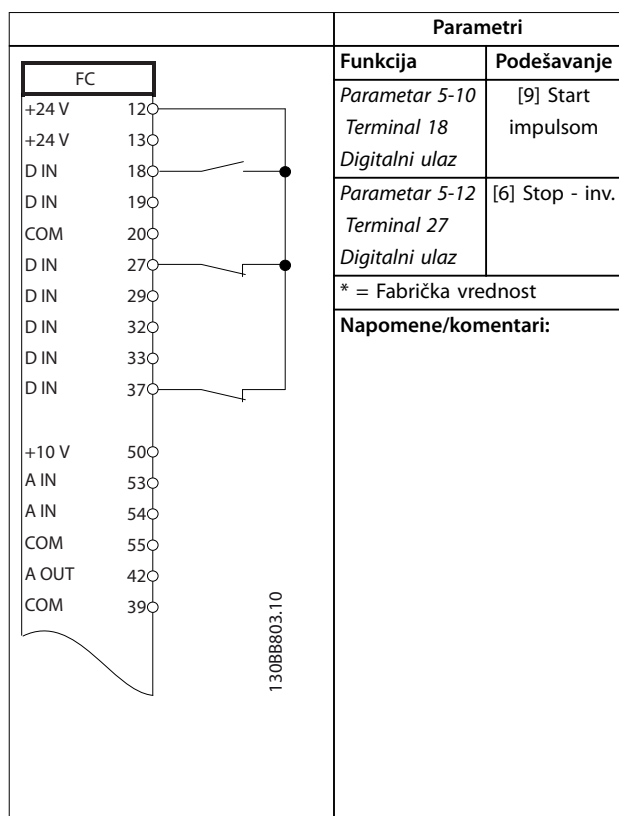 FC
+24 V 12
+24 V 13
D IN 18
D IN 19
COM 20
D IN 27
D IN 29
D IN 32
D IN 33
D IN 37
+10 V 50
A IN 53
A IN 54
COM 55
A OUT 42
COM 39
130BB803.10
Parametri
Funkcija Podešavanje
Parametar 5-10 [9] Start
Terminal 18 impulsom
Digitalni ulaz
Parametar 5-12 [6] Stop - inv.
Terminal 27
Digitalni ulaz
* = Fabrička vrednost
Napomene/komentari: